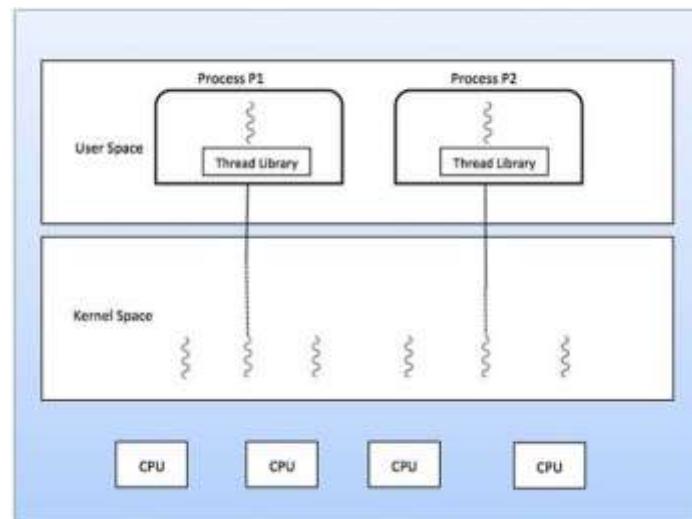 Process P1
Process P2
User Space
Thread Library
Thread Library
Kernel Space
CPU
CPU
CPU
CPU